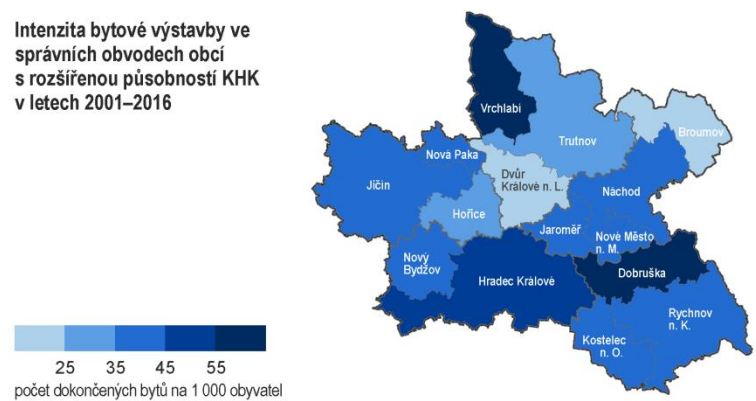 Intenzita bytové výstavby ve
správních obvodech obcí
s rozšířenou působností KHK
v letech 2001–2016
Vrchlabí
Trutnov
Broumov
Nová Paka
Dvůr
Králové n. L.
Jičín
Náchod
Hořice
Jaroměř
Nové Město
n. M.
Nový
Bydžov
Hradec Králové
Dobruška
Rychnov
n. K.
Kostelec
n. O.
25 35 45 55
počet dokončených bytů na 1 000 obyvatel